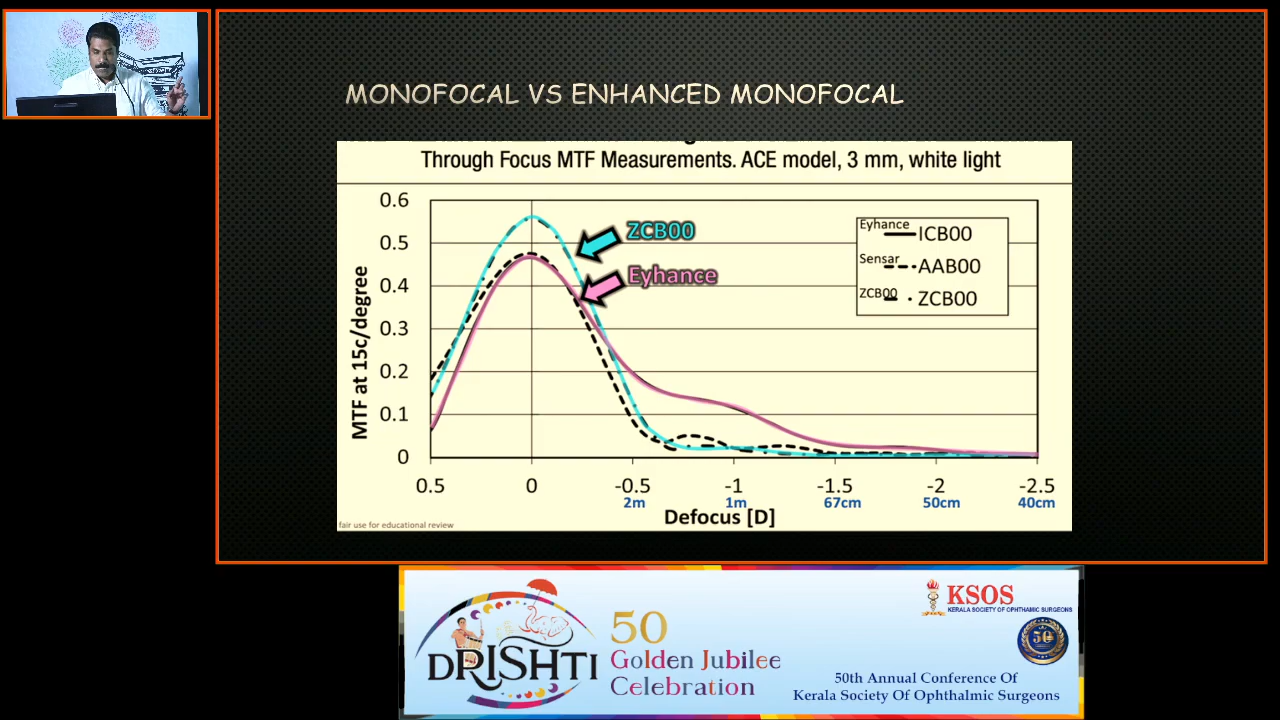 MONOFOCAL VS ENHANCED MONOFOCAL
Through Focus MTF Measurements. ACE model, 3 mm, white light
MTF at 15c/degree
0.6
0.5
0.4
0.3
0.2
0.1
0
ZCB00
Eyhance
Eyhance ICB00
Sensar AAB00
ZCB00 ZCB00
0.5 0 -0.5 -1 -1.5 -2 -2.5
2m 1m 67cm 50cm 40cm
Defocus [D]
fair use for educational review
DRISHTI
50
Golden Jubilee
Celebration
KSOS
KERALA SOCIETY OF OPHTHALMIC SURGEONS
50
50th Annual Conference Of
Kerala Society Of Ophthalmic Surgeons